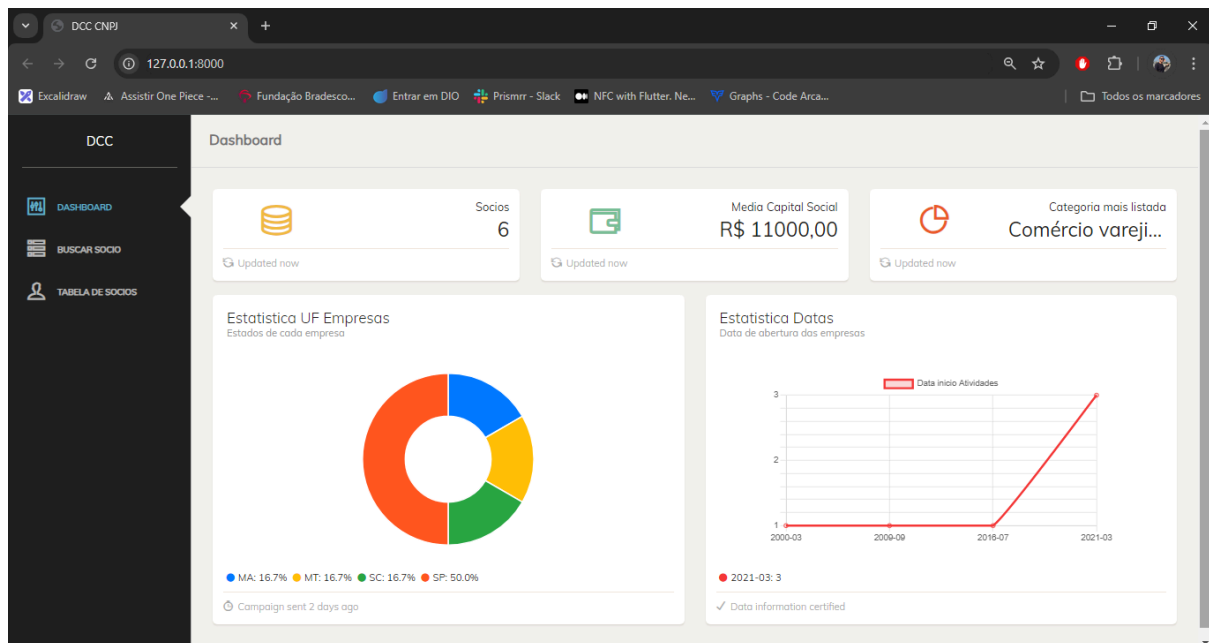 DCC CNPJ
127.0.0.1:8000
Excalidraw
Assistir One Piece -...
Fundação Bradesco...
Entrar em DIO
Prismrr - Slack
NFC with Flutter. Ne...
Graphs - Code Arca...
Todos os marcadores
DCC
Dashboard
DASHBOARD
BUSCAR SOCIO
TABELA DE SOCIOS
Socios
6
Updated now
Media Capital Social
R$ 11000,00
Updated now
Categoria mais listada
Comércio vareji...
Updated now
Estatistica UF Empresas
Estados de cada empresa
MA: 16.7% MT: 16.7% SC: 16.7% SP: 50.0%
Campaign sent 2 days ago
Estatistica Datas
Data de abertura das empresas
Data inicio Atividades
3
2
1
2000-03 2009-09 2016-07 2021-03
2021-03: 3
Data information certified